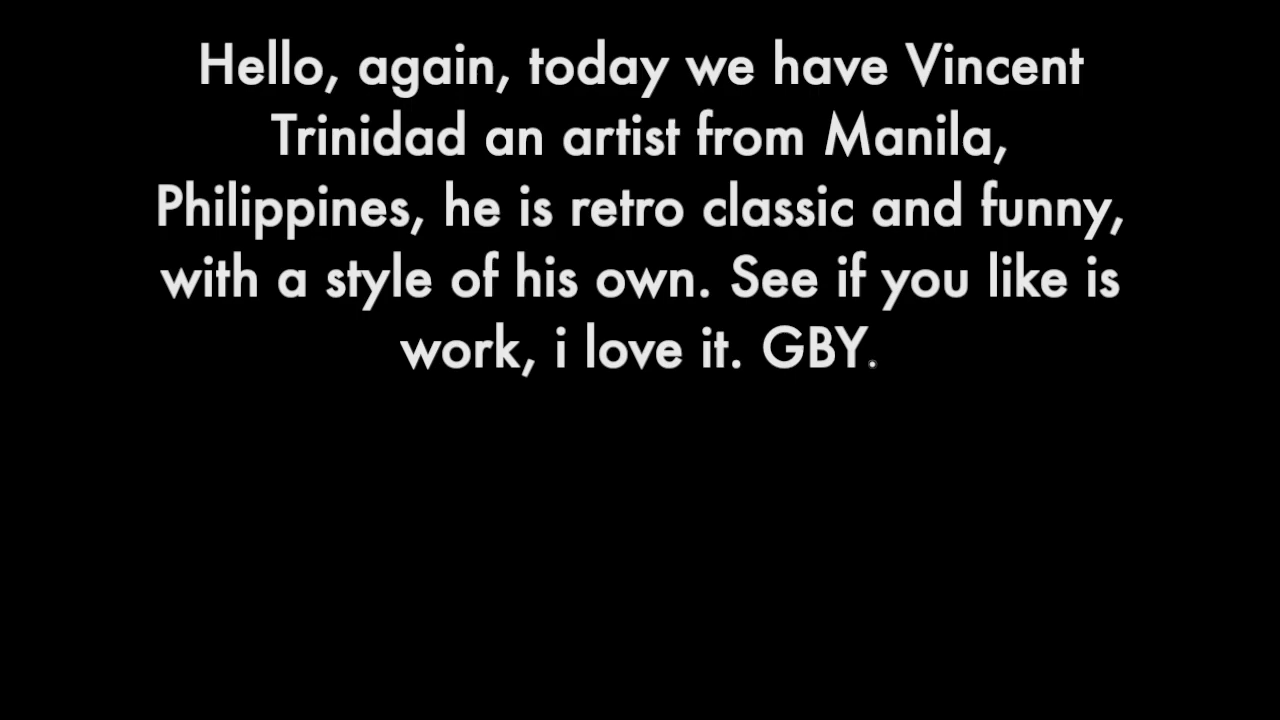 Hello, again, today we have Vincent
Trinidad an artist from Manila,
Philippines, he is retro classic and funny,
with a style of his own. See if you like is
work, i love it. GBY.